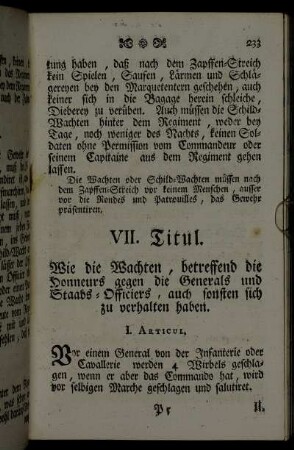 233
kung haben, daß nach dem Zapffen-Streich
kein Spielen, Sauffen, Lärmen und Schlä-
gereyen bey den Marquetentern geschehen, auch
keiner sich in die Bagage herein schleiche,
Dieberey zu verüben. Auch müssen die Schild-
Wachten hinter dem Regiment, weder bey
Tage, noch weniger des Nachts, keinen Sol-
daten ohne Permission vom Commandeur oder
seinem Capitaine aus dem Regiment gehen
lassen.
Die Wachten oder Schild-Wachten müssen nach
dem Zapffen-Streich vor keinem Menschen, ausser
vor die Rondes und Patrouilles, das Gewehr
präsentiren.
VII. Titul.
Wie die Wachten, betreffend die
Honneurs gegen die Generals und
Staabs-Officiers, auch sonsten sich
zu verhalten haben.
I. ARTICUL.
Vor einem General von der Infanterie oder
Cavallerie werden 4 Wirbels geschla-
gen, wenn er aber das Commando hat, wird
vor selbigen Marche geschlagen und salutiret.
P 5
II.